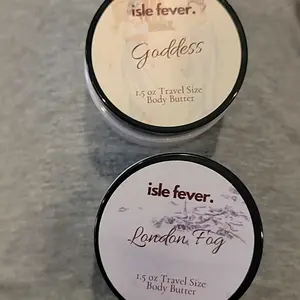 isle fever.
Goddess
1.5 oz Travel Size
Body Butter
isle fever.
London Fog
1.5 oz Travel Size
Body Butter